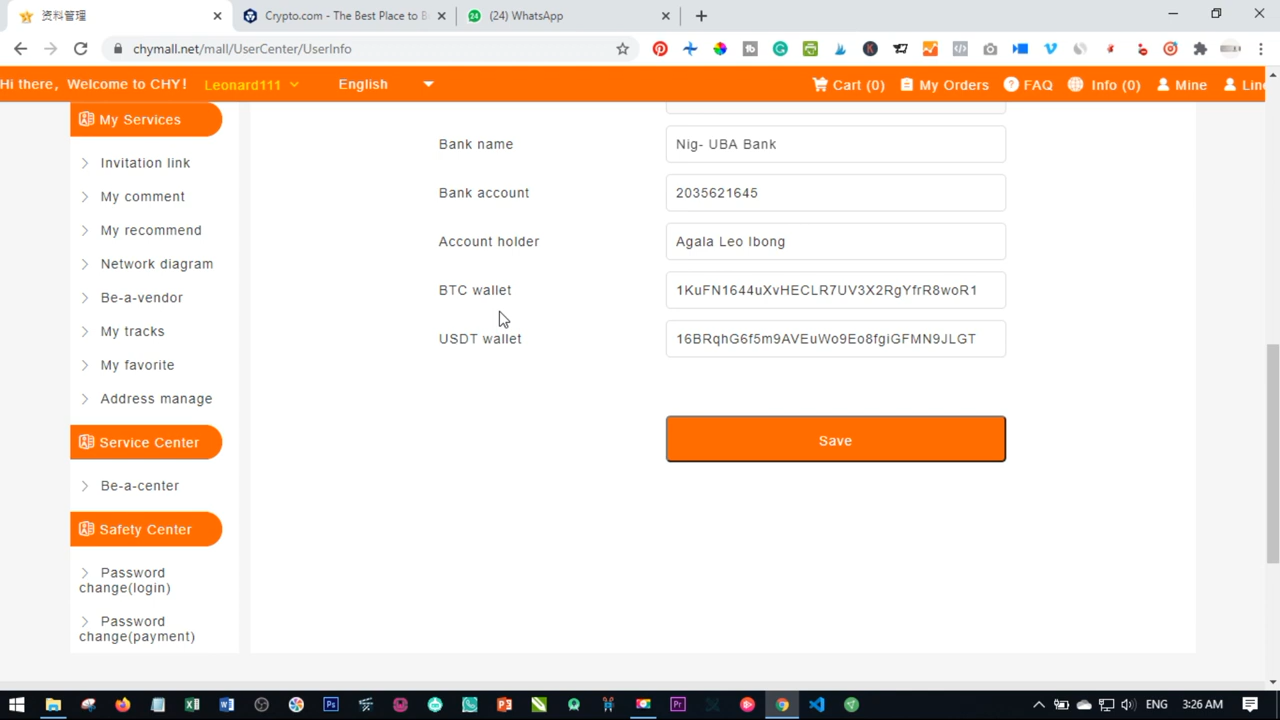 资料管理
Crypto.com - The Best Place to B
(24) WhatsApp
chymall.net/mall/UserCenter/UserInfo
Hi there, Welcome to CHY!
Leonard111
English
Cart (0)
My Orders
FAQ
Info (0)
Mine
Line
My Services
Invitation link
My comment
My recommend
Network diagram
Be-a-vendor
My tracks
My favorite
Address manage
Service Center
Be-a-center
Safety Center
Password
change(login)
Password
change(payment)
Bank name
Nig- UBA Bank
Bank account
2035621645
Account holder
Agala Leo Ibong
BTC wallet
1KuFN1644uXvHECLR7UV3X2RgYfrR8woR1
USDT wallet
16BRqhG6f5m9AVEuWo9Eo8fgiGFMN9JLGT
Save
ENG
3:26 AM